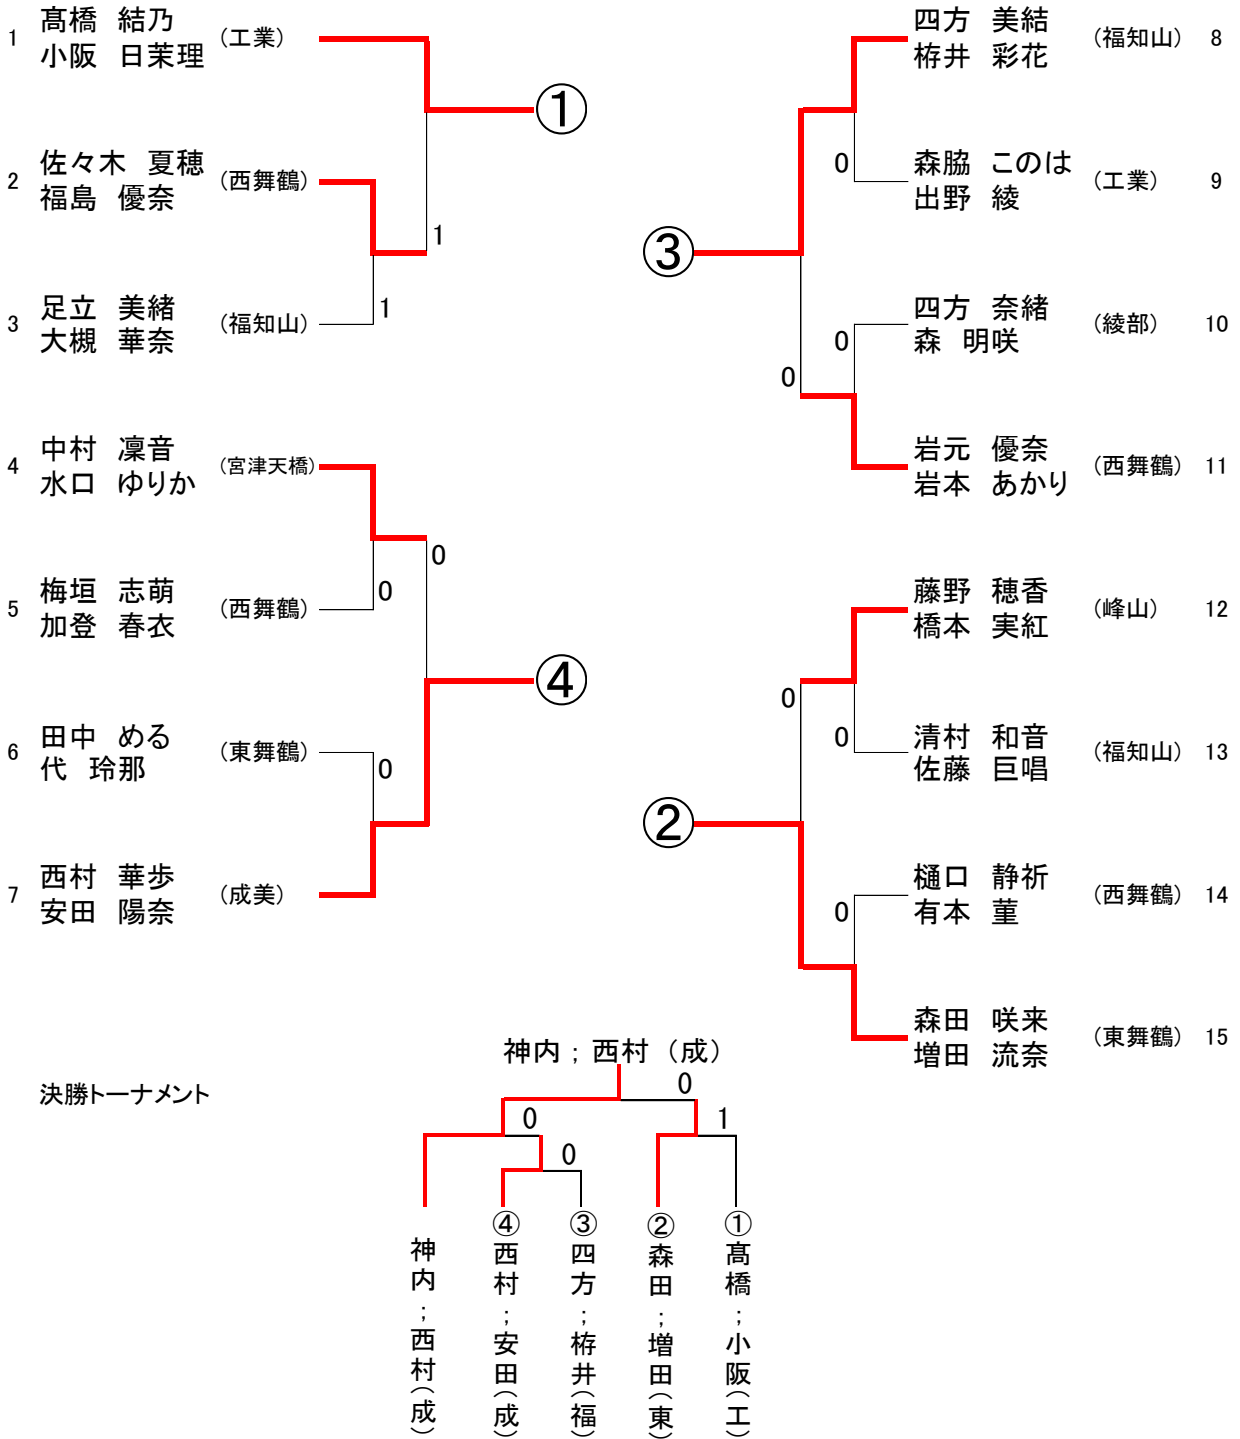 1 髙橋 結乃 (工業)
小阪 日茉理
①
2 佐々木 夏穂 (西舞鶴)
福島 優奈
1
1
3 足立 美緒 (福知山)
大槻 華奈
4 中村 凜音 (宮津天橋)
水口 ゆりか
0
0
5 梅垣 志萌 (西舞鶴)
加登 春衣
④
6 田中 める (東舞鶴)
代 玲那
0
7 西村 華歩 (成美)
安田 陽奈
四方 美結 (福知山) 8
栫井 彩花
0
森脇 このは (工業) 9
出野 綾
③
四方 奈緒 (綾部) 10
森 明咲
0
0
岩元 優奈 (西舞鶴) 11
岩本 あかり
藤野 穂香 (峰山) 12
橋本 実紅
0
0
清村 和音 (福知山) 13
佐藤 巨唱
②
樋口 静祈 (西舞鶴) 14
有本 菫
0
森田 咲来 (東舞鶴) 15
増田 流奈
決勝トーナメント
神内；西村（成）
0
0
1
0
神内；西村(成)
④西村；安田(成)
③四方；栫井(福)
②森田；増田(東)
①髙橋；小阪(工)